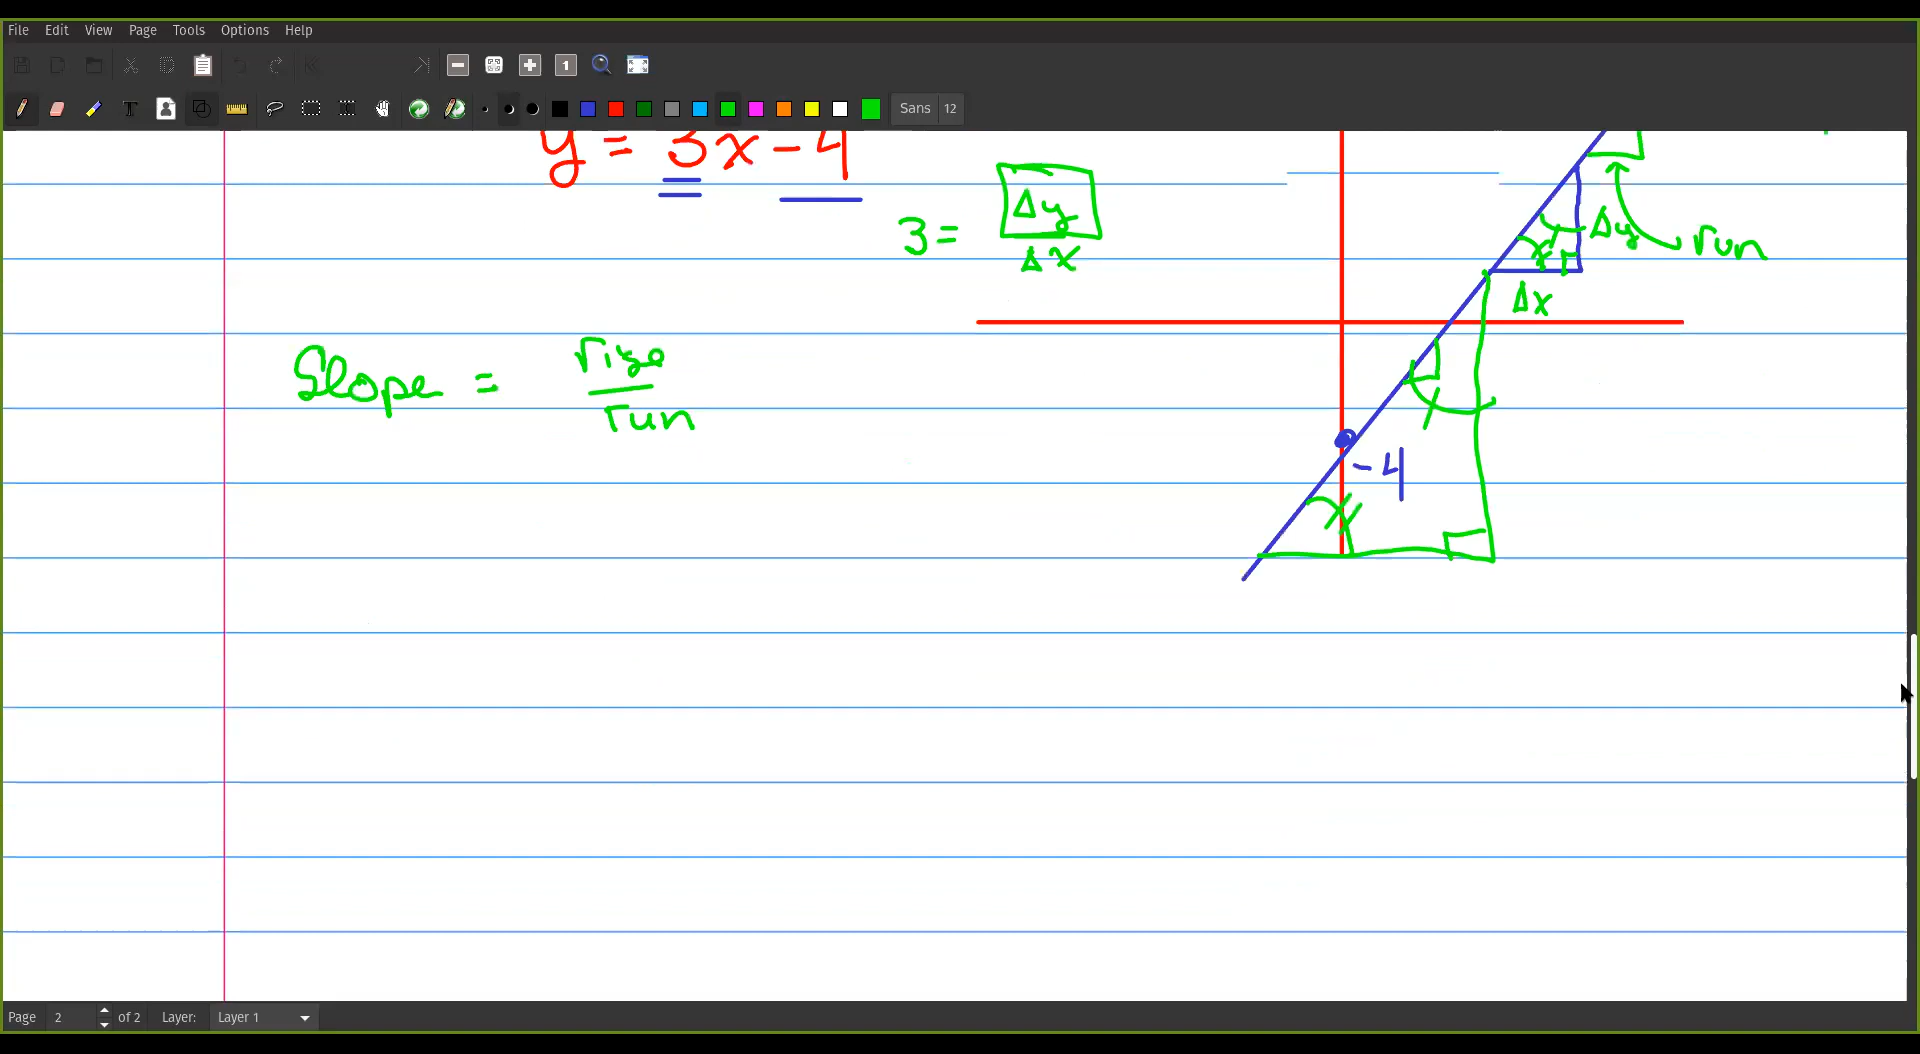 File Edit View Page Tools Options Help
Sans 12
y = 3x - 4
3 = Δy / Δx
Δy
run
Δx
Slope = rise / run
-4
Page 2 of 2 Layer: Layer 1